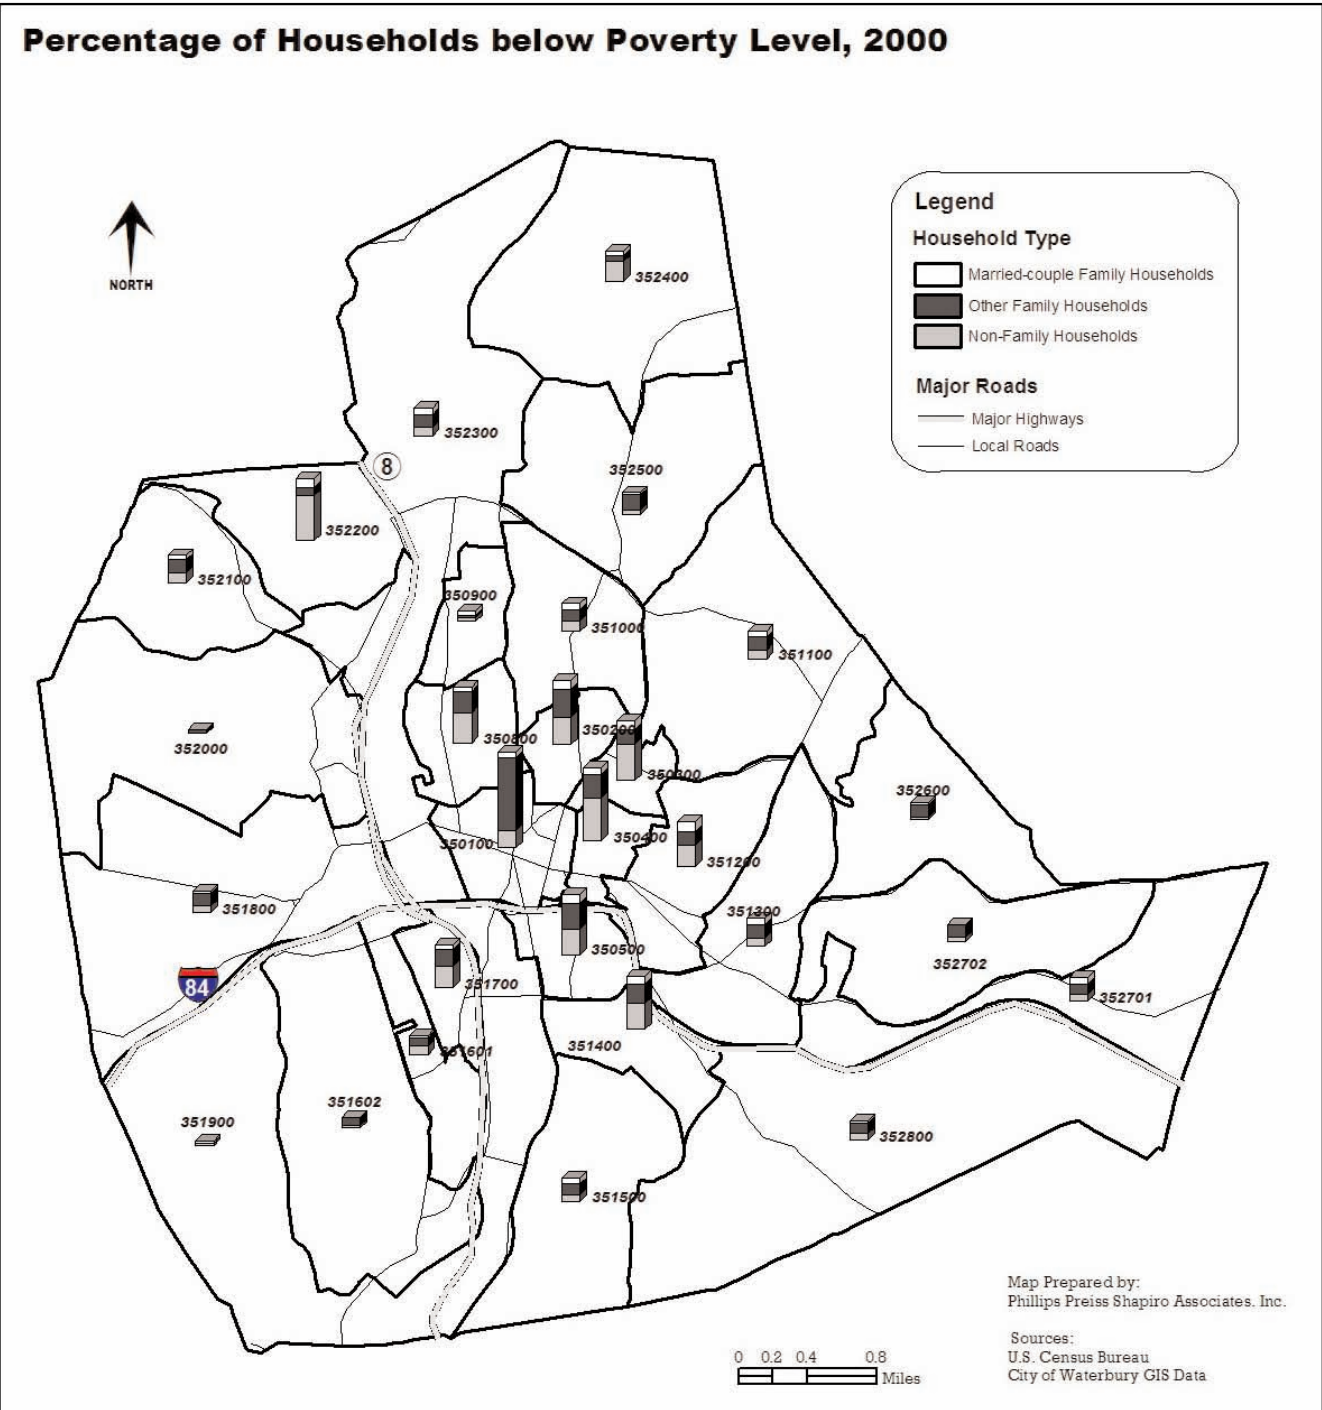 Percentage of Households below Poverty Level, 2000
NORTH
Legend
Household Type
Married-couple Family Households
Other Family Households
Non-Family Households
Major Roads
Major Highways
Local Roads
352400
352300
8
352500
352200
352100
350900
351000
351100
352000
350800
350200
350300
352600
350100
350400
351200
351800
351300
350500
352702
84
351700
352701
351400
351601
351602
351900
352800
351500
Map Prepared by:
Phillips Preiss Shapiro Associates. Inc.
Sources:
U.S. Census Bureau
City of Waterbury GIS Data
0 0.2 0.4 0.8
Miles